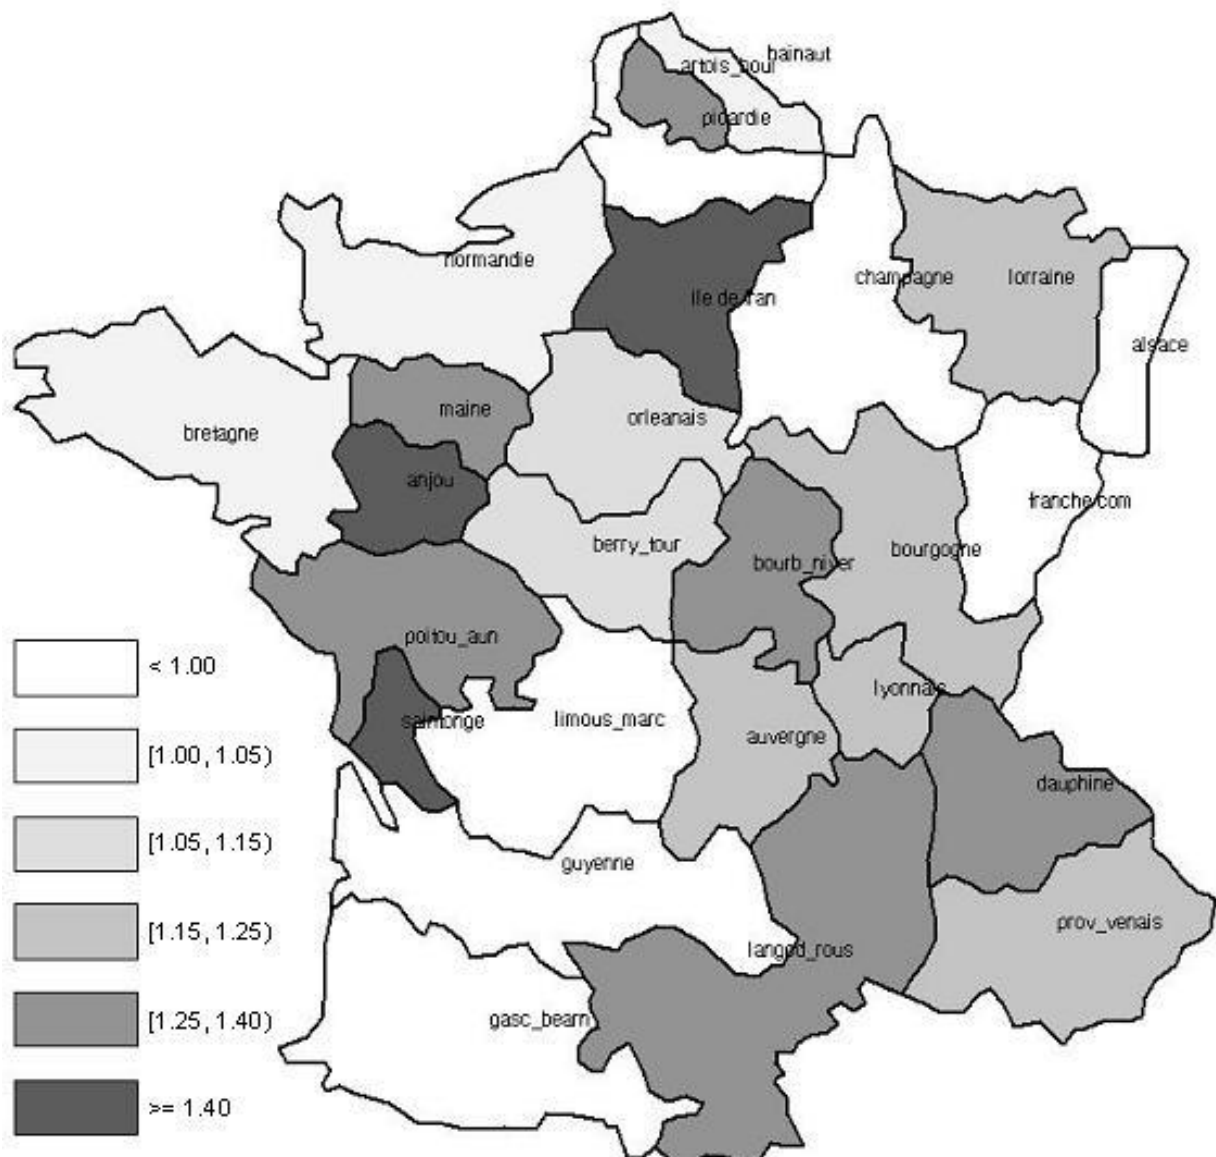 hainaut
artois_boul
picardie
normandie
ile de fran
champagne
lorraine
alsace
maine
orleanais
bretagne
anjou
franche com
berry_tour
bourb_niver
bourgogne
poitou_aun
lyonnais
saintonge
limous_marc
auvergne
dauphine
guyenne
prov_venais
langod_rous
gasc_bearn
< 1.00
[1.00, 1.05)
[1.05, 1.15)
[1.15, 1.25)
[1.25, 1.40)
>= 1.40